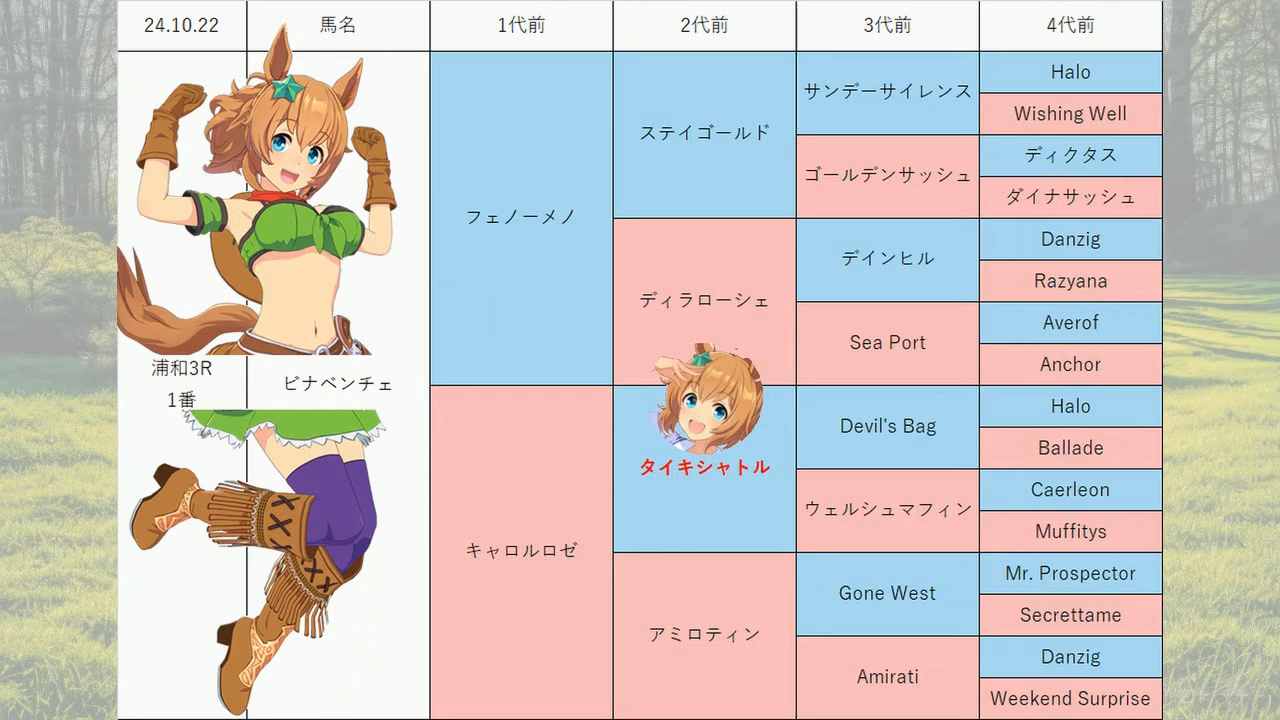 24.10.22 馬名 1代前 2代前 3代前 4代前
浦和3R
1番
ビナベンチェ
フェノーメノ
キャロルロゼ
ステイゴールド
ディラローシェ
タイキシャトル
アミロティン
サンデーサイレンス
ゴールデンサッシュ
デインヒル
Sea Port
Devil's Bag
ウェルシュマフィン
Gone West
Amirati
Halo
Wishing Well
ディクタス
ダイナサッシュ
Danzig
Razyana
Averof
Anchor
Halo
Ballade
Caerleon
Muffitys
Mr. Prospector
Secrettame
Danzig
Weekend Surprise